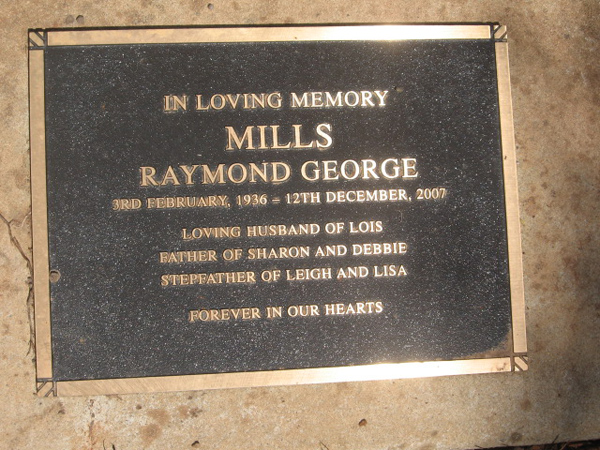 IN LOVING MEMORY
MILLS
RAYMOND GEORGE
3RD FEBRUARY, 1936 – 12TH DECEMBER, 2007
LOVING HUSBAND OF LOIS
FATHER OF SHARON AND DEBBIE
STEPFATHER OF LEIGH AND LISA
FOREVER IN OUR HEARTS